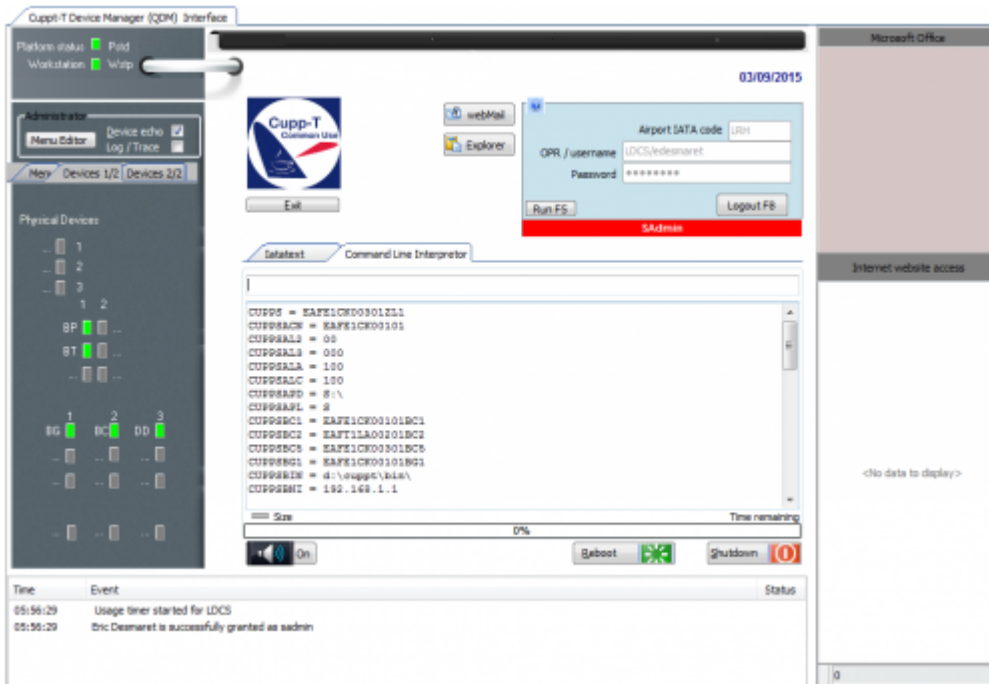 Cuppt-T Device Manager (QDM) Interface
Platform status Pstd
Workstation Wstp
Microsoft Office
03/09/2015
Administrator
Menu Editor
Device echo
Log / Trace
Devices 1/2
Devices 2/2
Cupp-T
Common Use
Exit
webMail
Explorer
Airport IATA code LRH
OPR / username LDCS/edesmaret
Password ********
Run F5
Logout F8
SAdmin
Physical Devices
... 1
... 2
... 3
1 2
BP ...
BT ...
... ...
1 2 3
BG BC DD
... ... ...
... ... ...
... ... ...
Iatatext
Command Line Interpretor
CUPPS = EAFE1CK00301ZL1
CUPPSACN = EAFE1CK00101
CUPPSAL2 = 00
CUPPSAL3 = 000
CUPPSALA = 100
CUPPSALC = 100
CUPPSAPD = S:\
CUPPSAPL = S
CUPPSBC1 = EAFE1CK00101BC1
CUPPSBC2 = EAFT1LA00201BC2
CUPPSBC5 = EAFE1CK00301BC5
CUPPSBG1 = EAFE1CK00101BG1
CUPPSBIN = d:\cuppt\bin\
CUPPSBNI = 192.168.1.1
Size
Time remaining
0%
On
Reboot
Shutdown
Internet website access
<No data to display>
Time Event Status
05:56:29 Usage timer started for LDCS
05:56:29 Eric Desmaret is successfully granted as sadmin
0